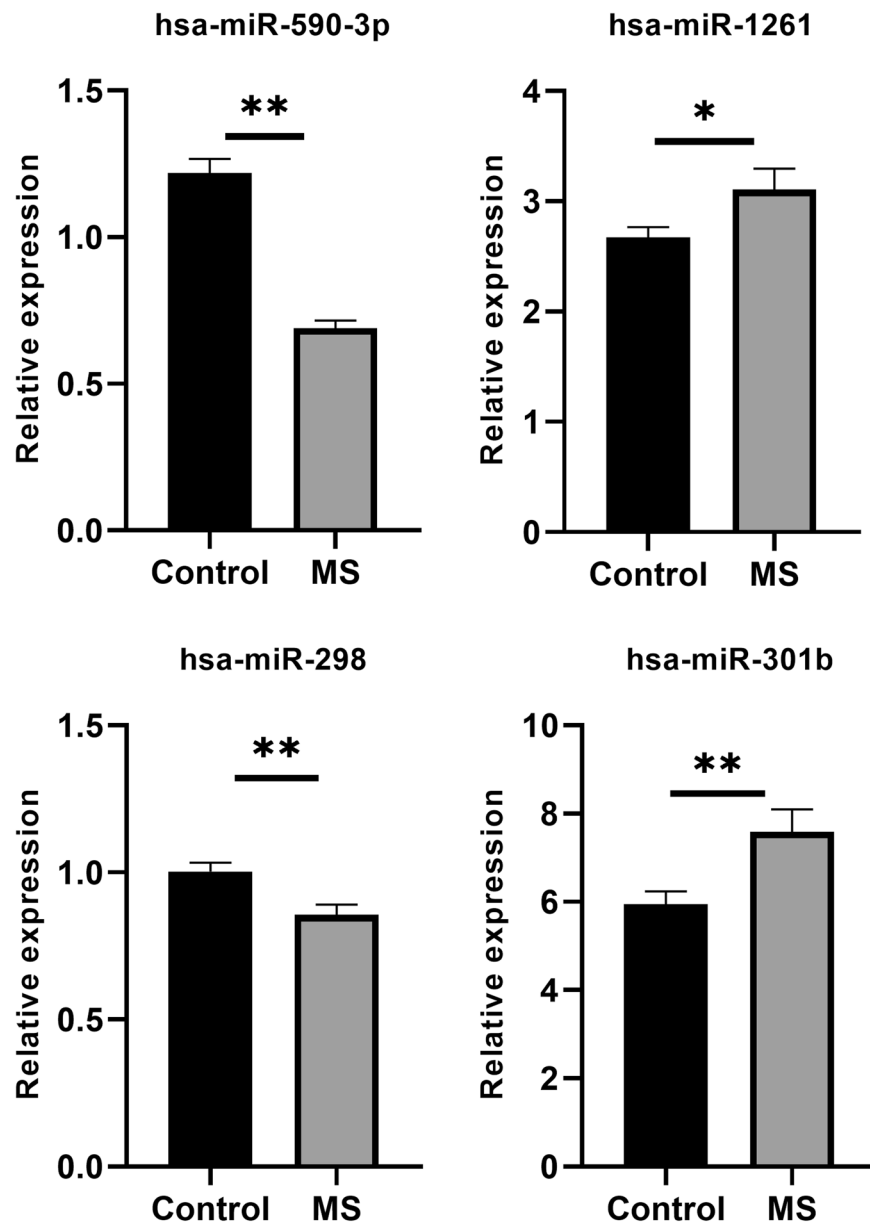 hsa-miR-590-3p
**
Relative expression
1.5
1.0
0.5
0.0
Control MS
hsa-miR-1261
*
Relative expression
4
3
2
1
0
Control MS
hsa-miR-298
**
Relative expression
1.5
1.0
0.5
0.0
Control MS
hsa-miR-301b
**
Relative expression
10
8
6
4
2
0
Control MS